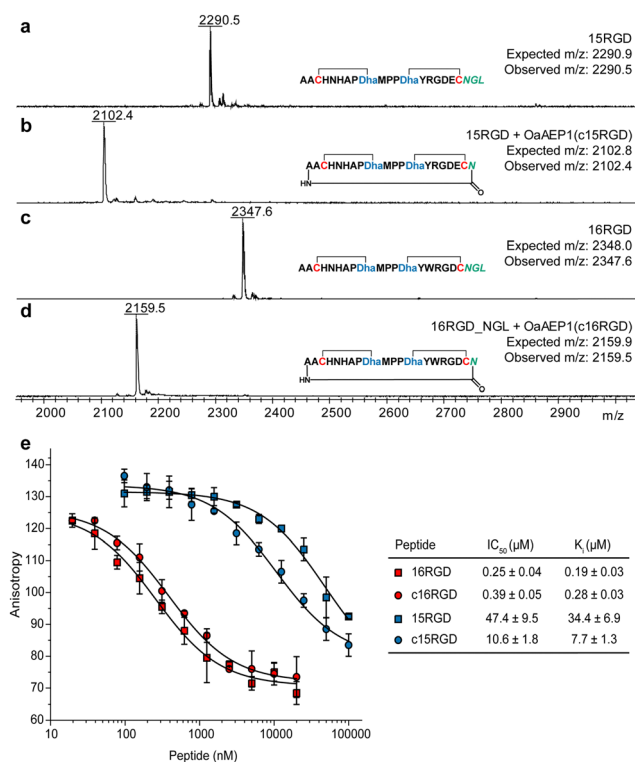 a
2290.5
15RGD
Expected m/z: 2290.9
Observed m/z: 2290.5
AACHNHAPDhaMPPDhaYRGDECNGL
b
2102.4
15RGD + OaAEP1(c15RGD)
Expected m/z: 2102.8
Observed m/z: 2102.4
AACHNHAPDhaMPPDhaYRGDECN
HN
O
c
2347.6
16RGD
Expected m/z: 2348.0
Observed m/z: 2347.6
AACHNHAPDhaMPPDhaYWRGDCNGL
d
2159.5
16RGD_NGL + OaAEP1(c16RGD)
Expected m/z: 2159.9
Observed m/z: 2159.5
AACHNHAPDhaMPPDhaYWRGDCN
HN
O
2000 2100 2200 2300 2400 2500 2600 2700 2800 2900 m/z
e
140
130
120
110
100
90
80
70
60
Anisotropy
10 100 1000 10000 100000
Peptide (nM)
Peptide IC50 (µM) Ki (µM)
16RGD 0.25 ± 0.04 0.19 ± 0.03
c16RGD 0.39 ± 0.05 0.28 ± 0.03
15RGD 47.4 ± 9.5 34.4 ± 6.9
c15RGD 10.6 ± 1.8 7.7 ± 1.3